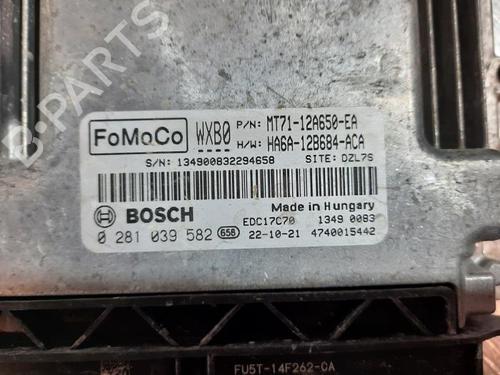 FoMoCo
WXB0
P/N: MT71-12A650-EA
H/W: HA6A-12B684-ACA
S/N: 134900832294658 SITE: DZL7S
Made in Hungary
BOSCH
EDC17C70 1349 0083
0 281 039 582 658 22-10-21 4740015442
FU5T-14F262-CA
B-PARTS